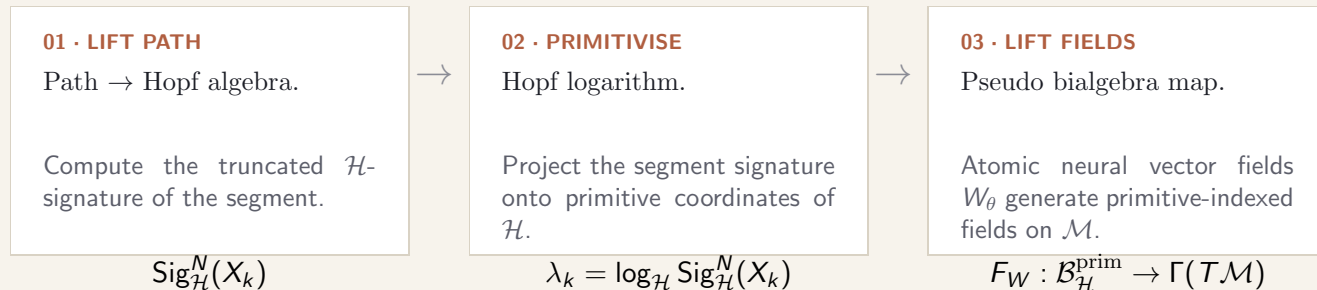 01 · LIFT PATH
Path → Hopf algebra.
Compute the truncated ℋ-
signature of the segment.
Sig_ℋ^N(X_k)
→
02 · PRIMITIVISE
Hopf logarithm.
Project the segment signature
onto primitive coordinates of
ℋ.
λ_k = log_ℋ Sig_ℋ^N(X_k)
→
03 · LIFT FIELDS
Pseudo bialgebra map.
Atomic neural vector fields
W_θ generate primitive-indexed
fields on ℳ.
F_W : ℬ_ℋ^prim → Γ(Tℳ)